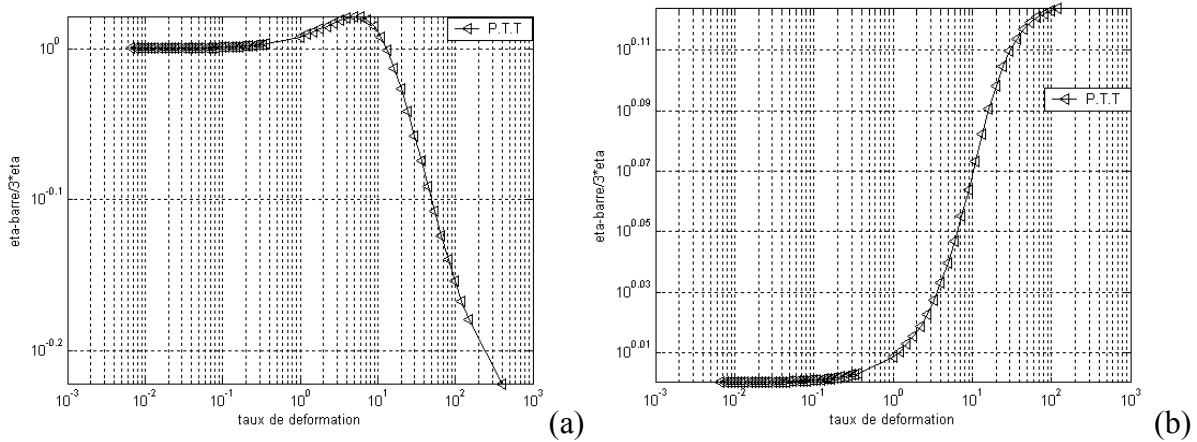 10^0
10^-0.1
10^-0.2
eta-barre/3*eta
P.T.T
10^-3 10^-2 10^-1 10^0 10^1 10^2 10^3
taux de deformation
(a)
10^0.11
10^0.09
10^0.07
10^0.05
10^0.03
10^0.01
eta-barre/3*eta
P.T.T
10^-3 10^-2 10^-1 10^0 10^1 10^2 10^3
taux de deformation
(b)